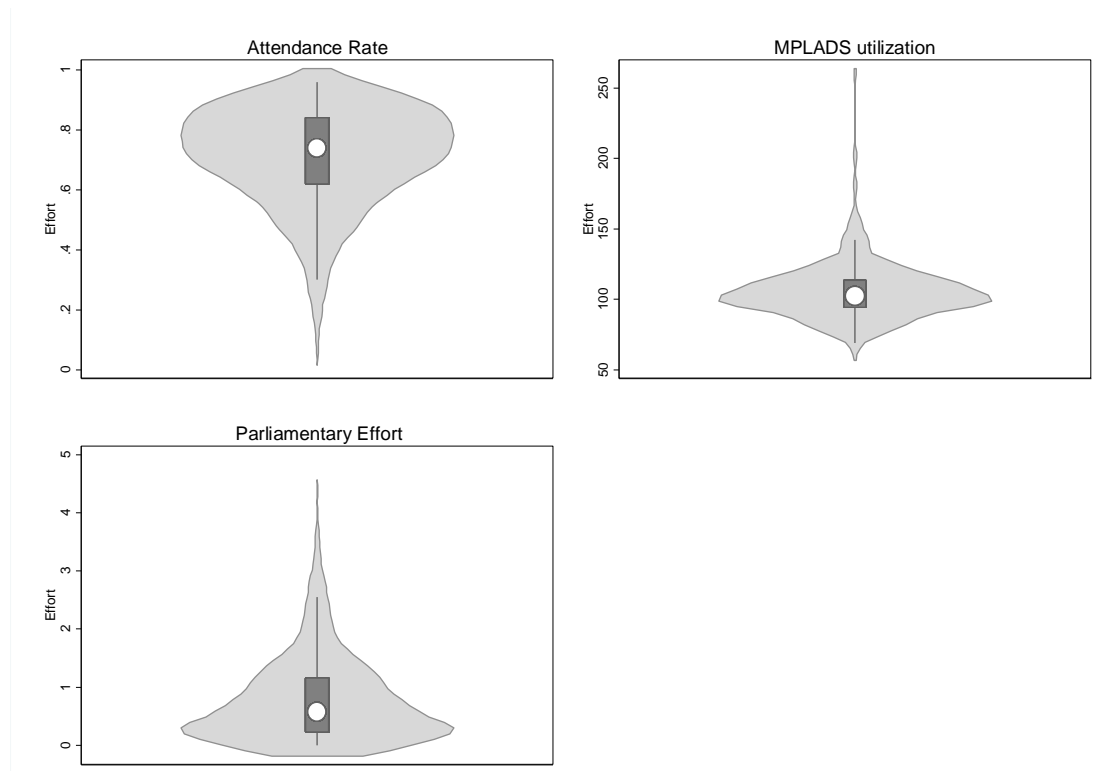 Attendance Rate
Effort
1
.8
.6
.4
.2
0
MPLADS utilization
Effort
250
200
150
100
50
Parliamentary Effort
Effort
5
4
3
2
1
0